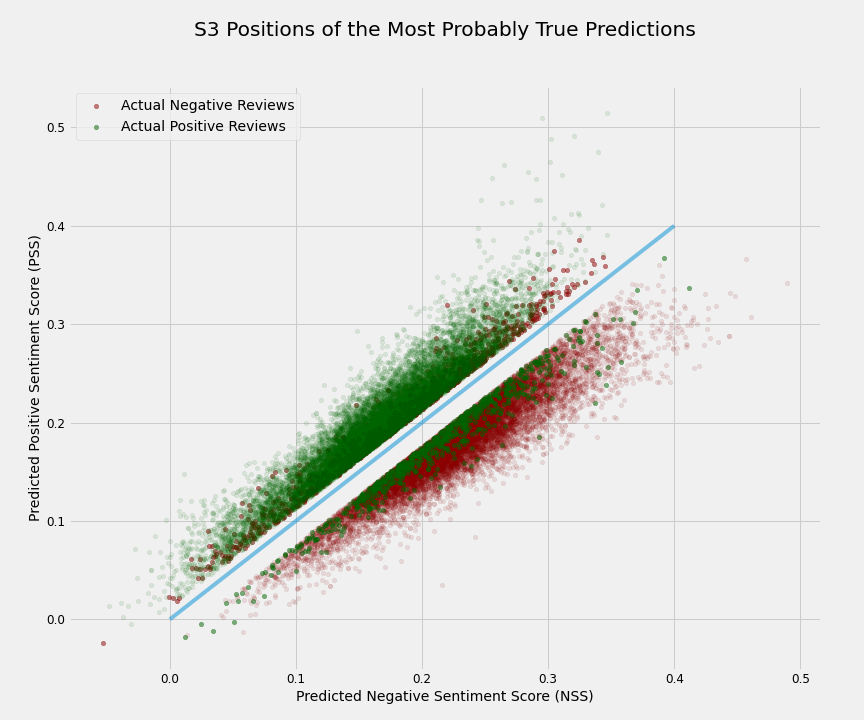 S3 Positions of the Most Probably True Predictions
Actual Negative Reviews
Actual Positive Reviews
0.5
0.4
0.3
0.2
0.1
0.0
Predicted Positive Sentiment Score (PSS)
0.0 0.1 0.2 0.3 0.4 0.5
Predicted Negative Sentiment Score (NSS)